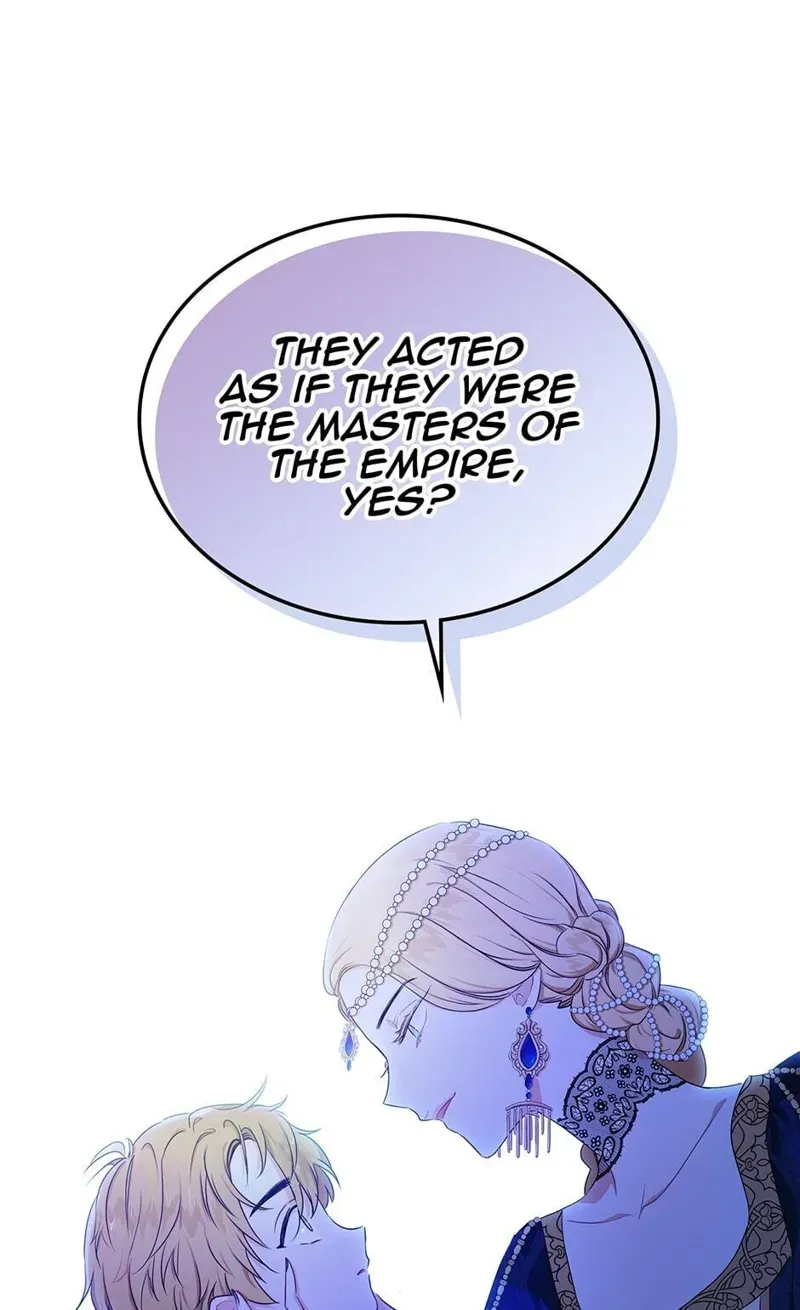 THEY ACTED
AS IF THEY WERE
THE MASTERS OF
THE EMPIRE,
YES?